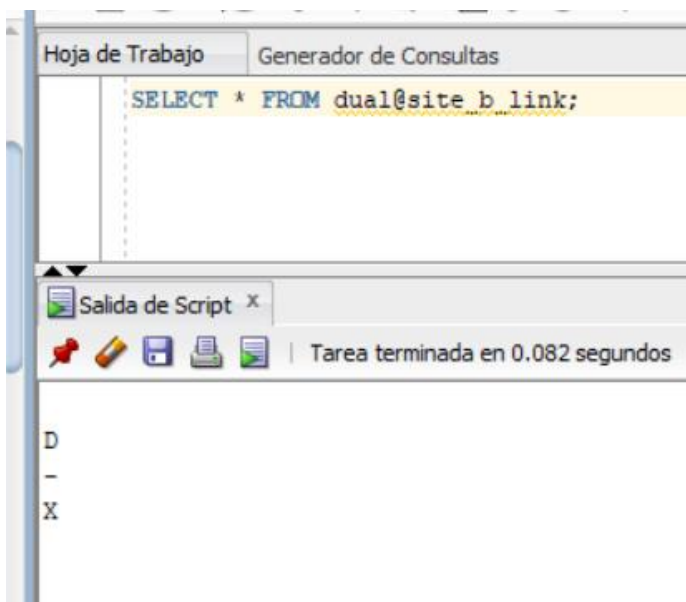 Hoja de Trabajo Generador de Consultas
SELECT * FROM dual@site_b_link;
Salida de Script x
Tarea terminada en 0.082 segundos
D
-
X